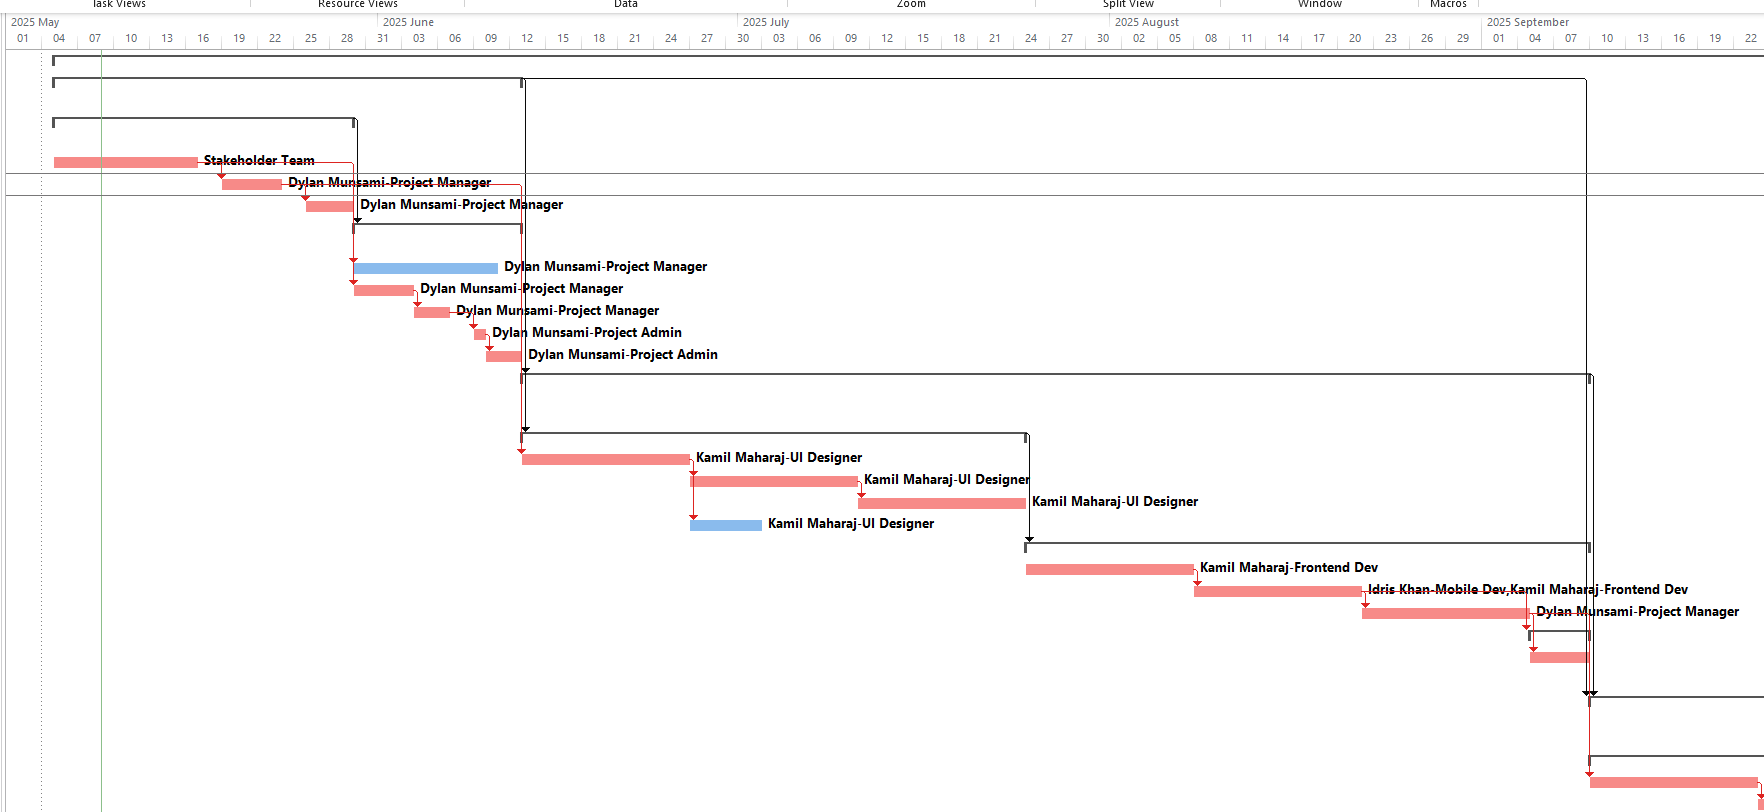 Task Views Resource Views Data Zoom Split View Window Macros
2025 May 2025 June 2025 July 2025 August 2025 September
01 04 07 10 13 16 19 22 25 28 31 03 06 09 12 15 18 21 24 27 30 03 06 09 12 15 18 21 24 27 30 02 05 08 11 14 17 20 23 26 29 01 04 07 10 13 16 19 22
Stakeholder Team
Dylan Munsami-Project Manager
Dylan Munsami-Project Manager
Dylan Munsami-Project Manager
Dylan Munsami-Project Manager
Dylan Munsami-Project Manager
Dylan Munsami-Project Admin
Dylan Munsami-Project Admin
Kamil Maharaj-UI Designer
Kamil Maharaj-UI Designer
Kamil Maharaj-UI Designer
Kamil Maharaj-UI Designer
Kamil Maharaj-Frontend Dev
Idris Khan-Mobile Dev,Kamil Maharaj-Frontend Dev
Dylan Munsami-Project Manager